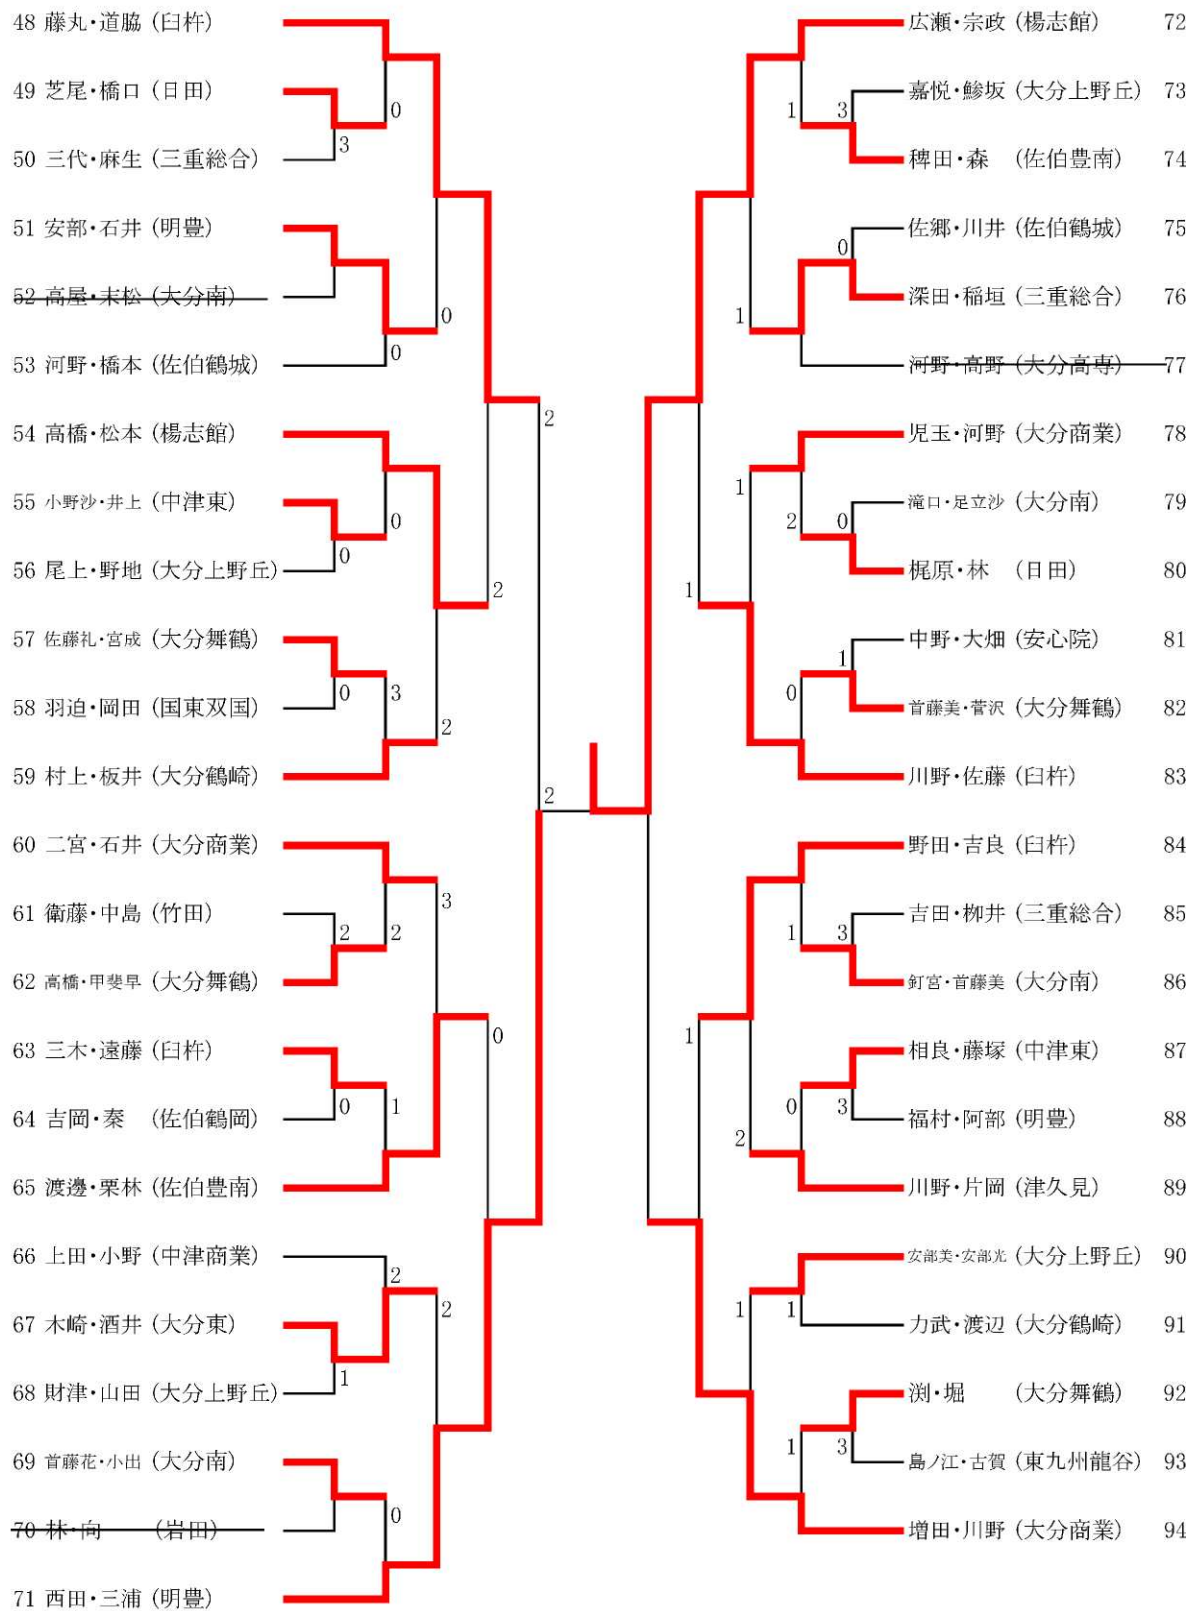 48 藤丸・道脇 (臼杵)
49 芝尾・橋口 (日田)
0
50 三代・麻生 (三重総合)
3
51 安部・石井 (明豊)
52 高屋・末松 (大分南)
0
53 河野・橋本 (佐伯鶴城)
0
54 高橋・松本 (楊志館)
2
55 小野沙・井上 (中津東)
0
56 尾上・野地 (大分上野丘)
0
2
57 佐藤礼・宮成 (大分舞鶴)
58 羽迫・岡田 (国東双国)
0
3
2
59 村上・板井 (大分鶴崎)
2
60 二宮・石井 (大分商業)
3
61 衛藤・中島 (竹田)
2
2
62 高橋・甲斐早 (大分舞鶴)
63 三木・遠藤 (臼杵)
0
64 吉岡・秦 (佐伯鶴岡)
0
1
65 渡邊・栗林 (佐伯豊南)
66 上田・小野 (中津商業)
2
67 木崎・酒井 (大分東)
2
68 財津・山田 (大分上野丘)
1
69 首藤花・小出 (大分南)
0
70 林・向 (岩田)
71 西田・三浦 (明豊)
広瀬・宗政 (楊志館) 72
1
3
嘉悦・鯵坂 (大分上野丘) 73
稗田・森 (佐伯豊南) 74
佐郷・川井 (佐伯鶴城) 75
0
深田・稲垣 (三重総合) 76
1
河野・高野 (大分高専) 77
児玉・河野 (大分商業) 78
1
2
0
滝口・足立沙 (大分南) 79
梶原・林 (日田) 80
1
中野・大畑 (安心院) 81
1
0
首藤美・菅沢 (大分舞鶴) 82
川野・佐藤 (臼杵) 83
野田・吉良 (臼杵) 84
吉田・栁井 (三重総合) 85
1
3
釘宮・首藤美 (大分南) 86
1
相良・藤塚 (中津東) 87
0
3
福村・阿部 (明豊) 88
2
川野・片岡 (津久見) 89
安部美・安部光 (大分上野丘) 90
1
1
力武・渡辺 (大分鶴崎) 91
渕・堀 (大分舞鶴) 92
1
3
島ノ江・古賀 (東九州龍谷) 93
増田・川野 (大分商業) 94